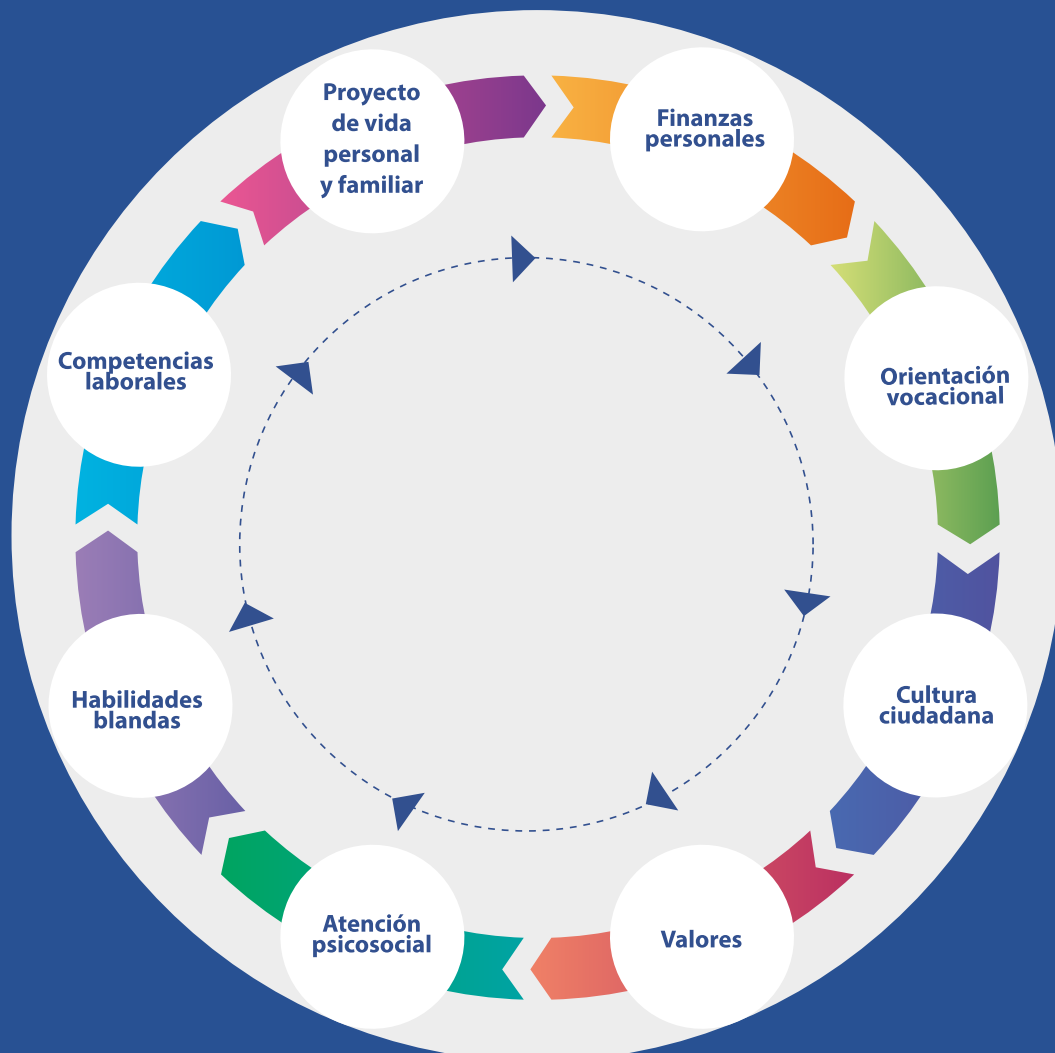 Proyecto
de vida
personal
y familiar
Finanzas
personales
Orientación
vocacional
Cultura
ciudadana
Valores
Atención
psicosocial
Habilidades
blandas
Competencias
laborales